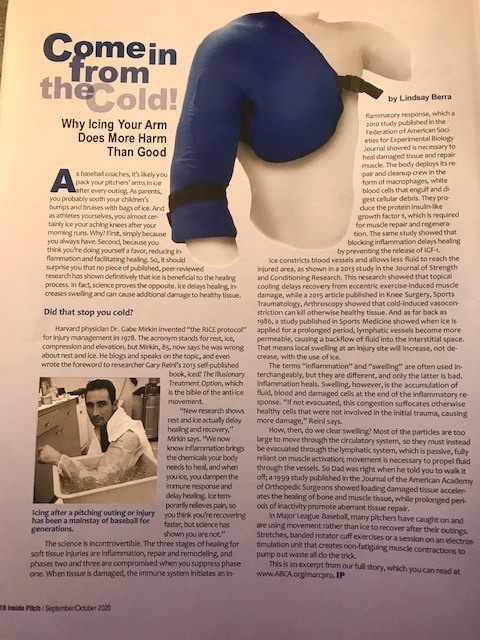 Come in
from
the Cold!
Why Icing Your Arm
Does More Harm
Than Good
by Lindsay Berra
As baseball coaches, it's likely you
pack your pitchers' arms in ice
after every outing. As parents,
you probably sooth your children's
bumps and bruises with bags of ice. And
as athletes yourselves, you almost cer-
tainly ice your aching knees after your
morning runs. Why? First, simply because
you always have. Second, because you
think you're doing yourself a favor, reducing in-
flammation and facilitating healing. So, it should
surprise you that no piece of published, peer-reviewed
research has shown definitively that ice is beneficial to the healing
process. In fact, science proves the opposite. Ice delays healing, in-
creases swelling and can cause additional damage to healthy tissue.
Did that stop you cold?
Harvard physician Dr. Gabe Mirkin invented "the RICE protocol"
for injury management in 1978. The acronym stands for rest, ice,
compression and elevation, but Mirkin, 85, now says he was wrong
about rest and ice. He blogs and speaks on the topic, and even
wrote the foreword to researcher Gary Reinl's 2013 self-published
book, Iced! The Illusionary
Treatment Option, which
is the bible of the anti-ice
movement.
"New research shows
rest and ice actually delay
healing and recovery,"
Mirkin says. "We now
know inflammation brings
the chemicals your body
needs to heal, and when
you ice, you dampen the
immune response and
delay healing. Ice tem-
porarily relieves pain, so
you think you're recovering
faster, but science has
shown you are not."
Icing after a pitching outing or injury
has been a mainstay of baseball for
generations.
The science is incontrovertible. The three stages of healing for
soft tissue injuries are inflammation, repair and remodeling, and
phases two and three are compromised when you suppress phase
one. When tissue is damaged, the immune system initiates an in-
flammatory response, which a
2010 study published in the
Federation of American Soci-
eties for Experimental Biology
Journal showed is necessary to
heal damaged tissue and repair
muscle. The body deploys its re-
pair and cleanup crew in the
form of macrophages, white
blood cells that engulf and di-
gest cellular debris. They pro-
duce the protein Insulin-like
growth factor 1, which is required
for muscle repair and regenera-
tion. The same study showed that
blocking inflammation delays healing
by preventing the release of IGF-1.
Ice constricts blood vessels and allows less fluid to reach the
injured area, as shown in a 2013 study in the Journal of Strength
and Conditioning Research. This research showed that topical
cooling delays recovery from eccentric exercise-induced muscle
damage, while a 2015 article published in Knee Surgery, Sports
Traumatology, Arthroscopy showed that cold-induced vasocon-
striction can kill otherwise healthy tissue. And as far back as
1986, a study published in Sports Medicine showed when ice is
applied for a prolonged period, lymphatic vessels become more
permeable, causing a backflow of fluid into the interstitial space.
That means local swelling at an injury site will increase, not de-
crease, with the use of ice.
The terms "inflammation" and "swelling" are often used in-
terchangeably, but they are different, and only the latter is bad.
Inflammation heals. Swelling, however, is the accumulation of
fluid, blood and damaged cells at the end of the inflammatory re-
sponse. "If not evacuated, this congestion suffocates otherwise
healthy cells that were not involved in the initial trauma, causing
more damage," Reinl says.
How, then, do we clear swelling? Most of the particles are too
large to move through the circulatory system, so they must instead
be evacuated through the lymphatic system, which is passive, fully
reliant on muscle activation; movement is necessary to propel fluid
through the vessels. So Dad was right when he told you to walk it
off; a 1999 study published in the Journal of the American Academy
of Orthopedic Surgeons showed loading damaged tissue acceler-
ates the healing of bone and muscle tissue, while prolonged peri-
ods of inactivity promote aberrant tissue repair.
In Major League Baseball, many pitchers have caught on and
are using movement rather than ice to recover after their outings.
Stretches, banded rotator cuff exercises or a session on an electros-
timulation unit that creates non-fatiguing muscle contractions to
pump out waste all do the trick.
This is an excerpt from our full story, which you can read at
www.ABCA.org/marcpro. IP
16 Inside Pitch / September/October 2020